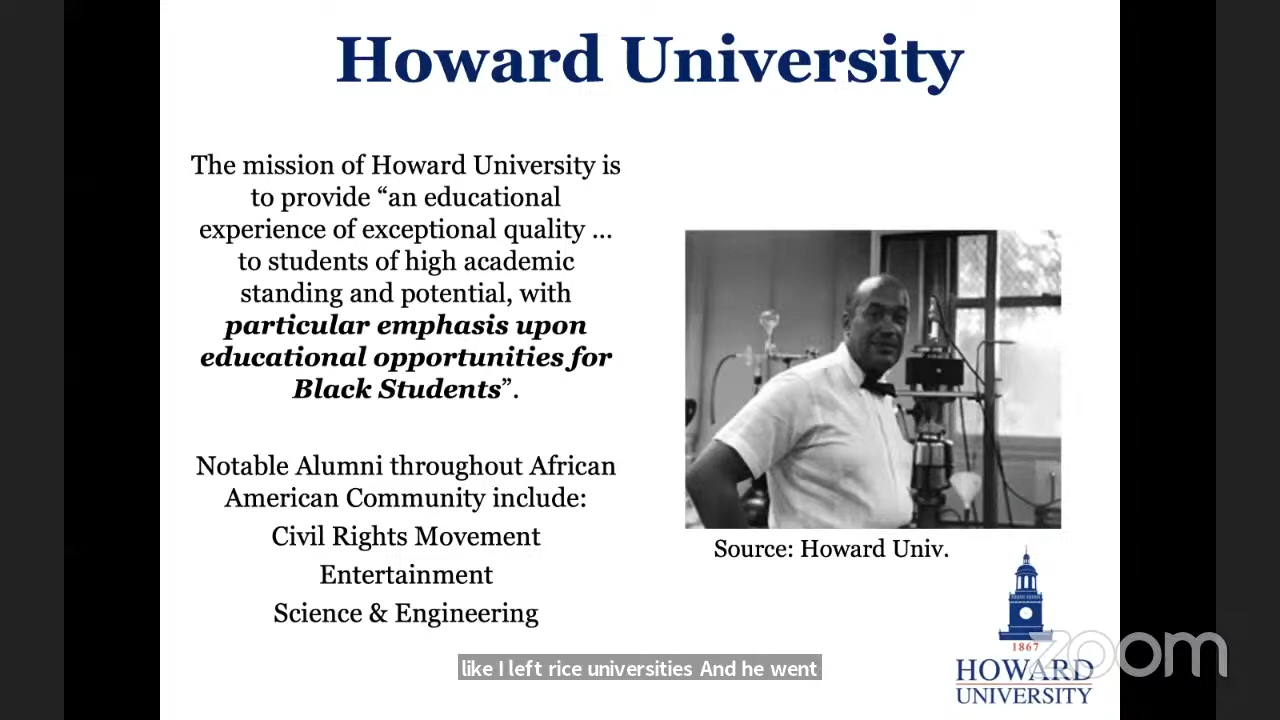 Howard University
The mission of Howard University is
to provide “an educational
experience of exceptional quality ...
to students of high academic
standing and potential, with
particular emphasis upon
educational opportunities for
Black Students”.
Notable Alumni throughout African
American Community include:
Civil Rights Movement
Entertainment
Science & Engineering
Source: Howard Univ.
1867
HOWARD
UNIVERSITY
zoom
like I left rice universities And he went